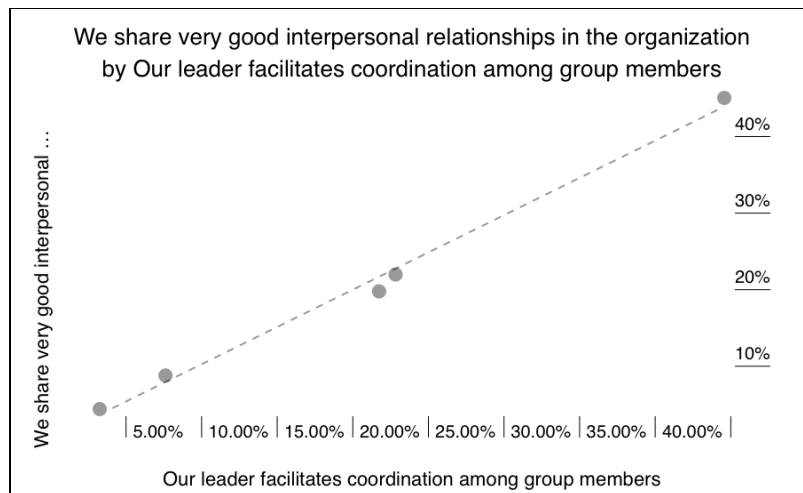 We share very good interpersonal relationships in the organization
by Our leader facilitates coordination among group members
We share very good interpersonal ...
40%
30%
20%
10%
5.00% 10.00% 15.00% 20.00% 25.00% 30.00% 35.00% 40.00%
Our leader facilitates coordination among group members